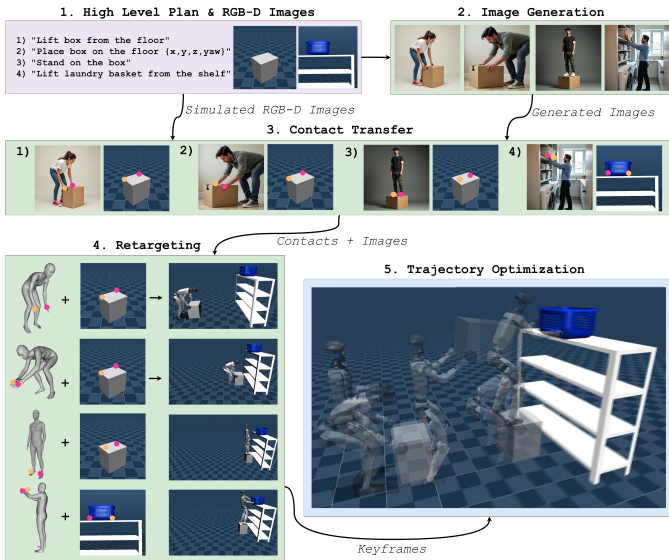 1. High Level Plan & RGB-D Images
1) "Lift box from the floor"
2) "Place box on the floor {x,y,z,yaw}"
3) "Stand on the box"
4) "Lift laundry basket from the shelf"
2. Image Generation
Simulated RGB-D Images
Generated Images
3. Contact Transfer
1)
2)
3)
4)
Contacts + Images
4. Retargeting
+
+
+
+
5. Trajectory Optimization
Keyframes